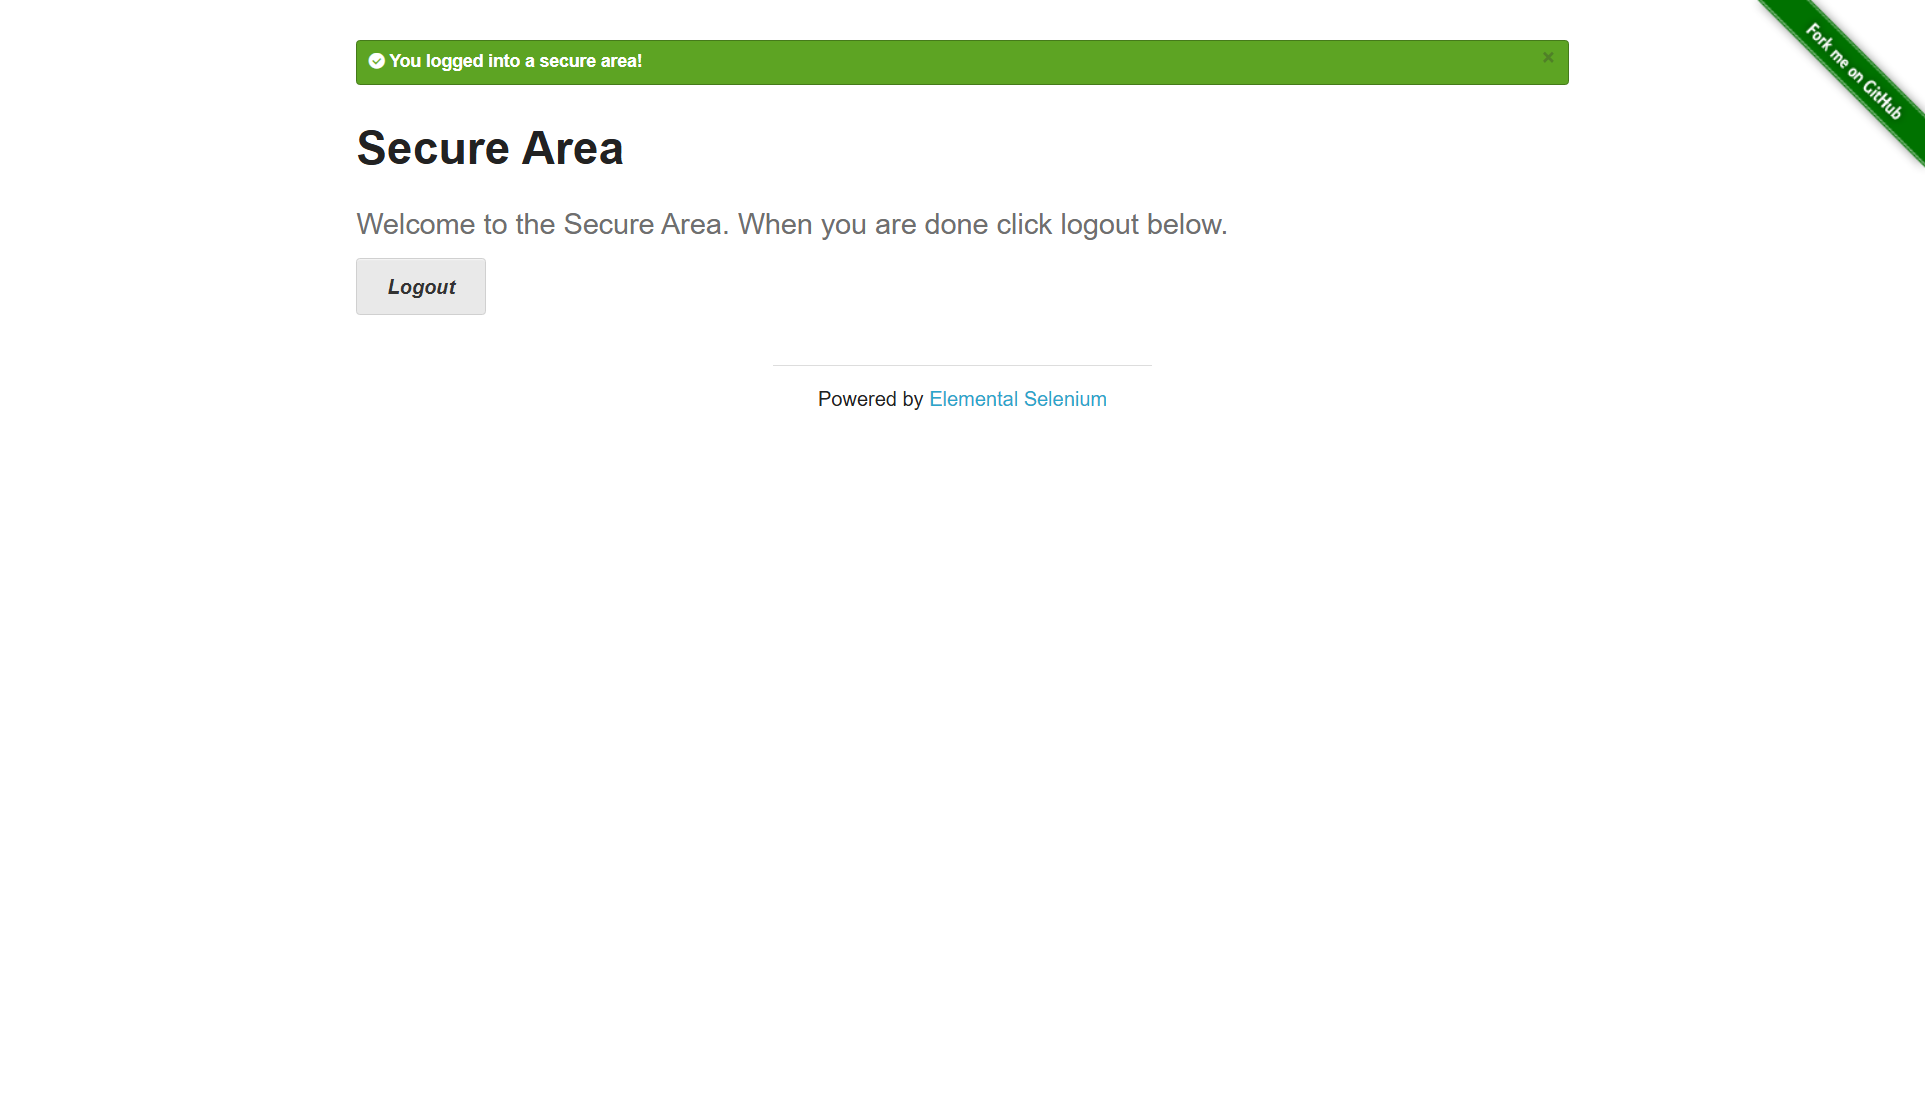 You logged into a secure area!
×
Fork me on GitHub
Secure Area
Welcome to the Secure Area. When you are done click logout below.
Logout
Powered by Elemental Selenium